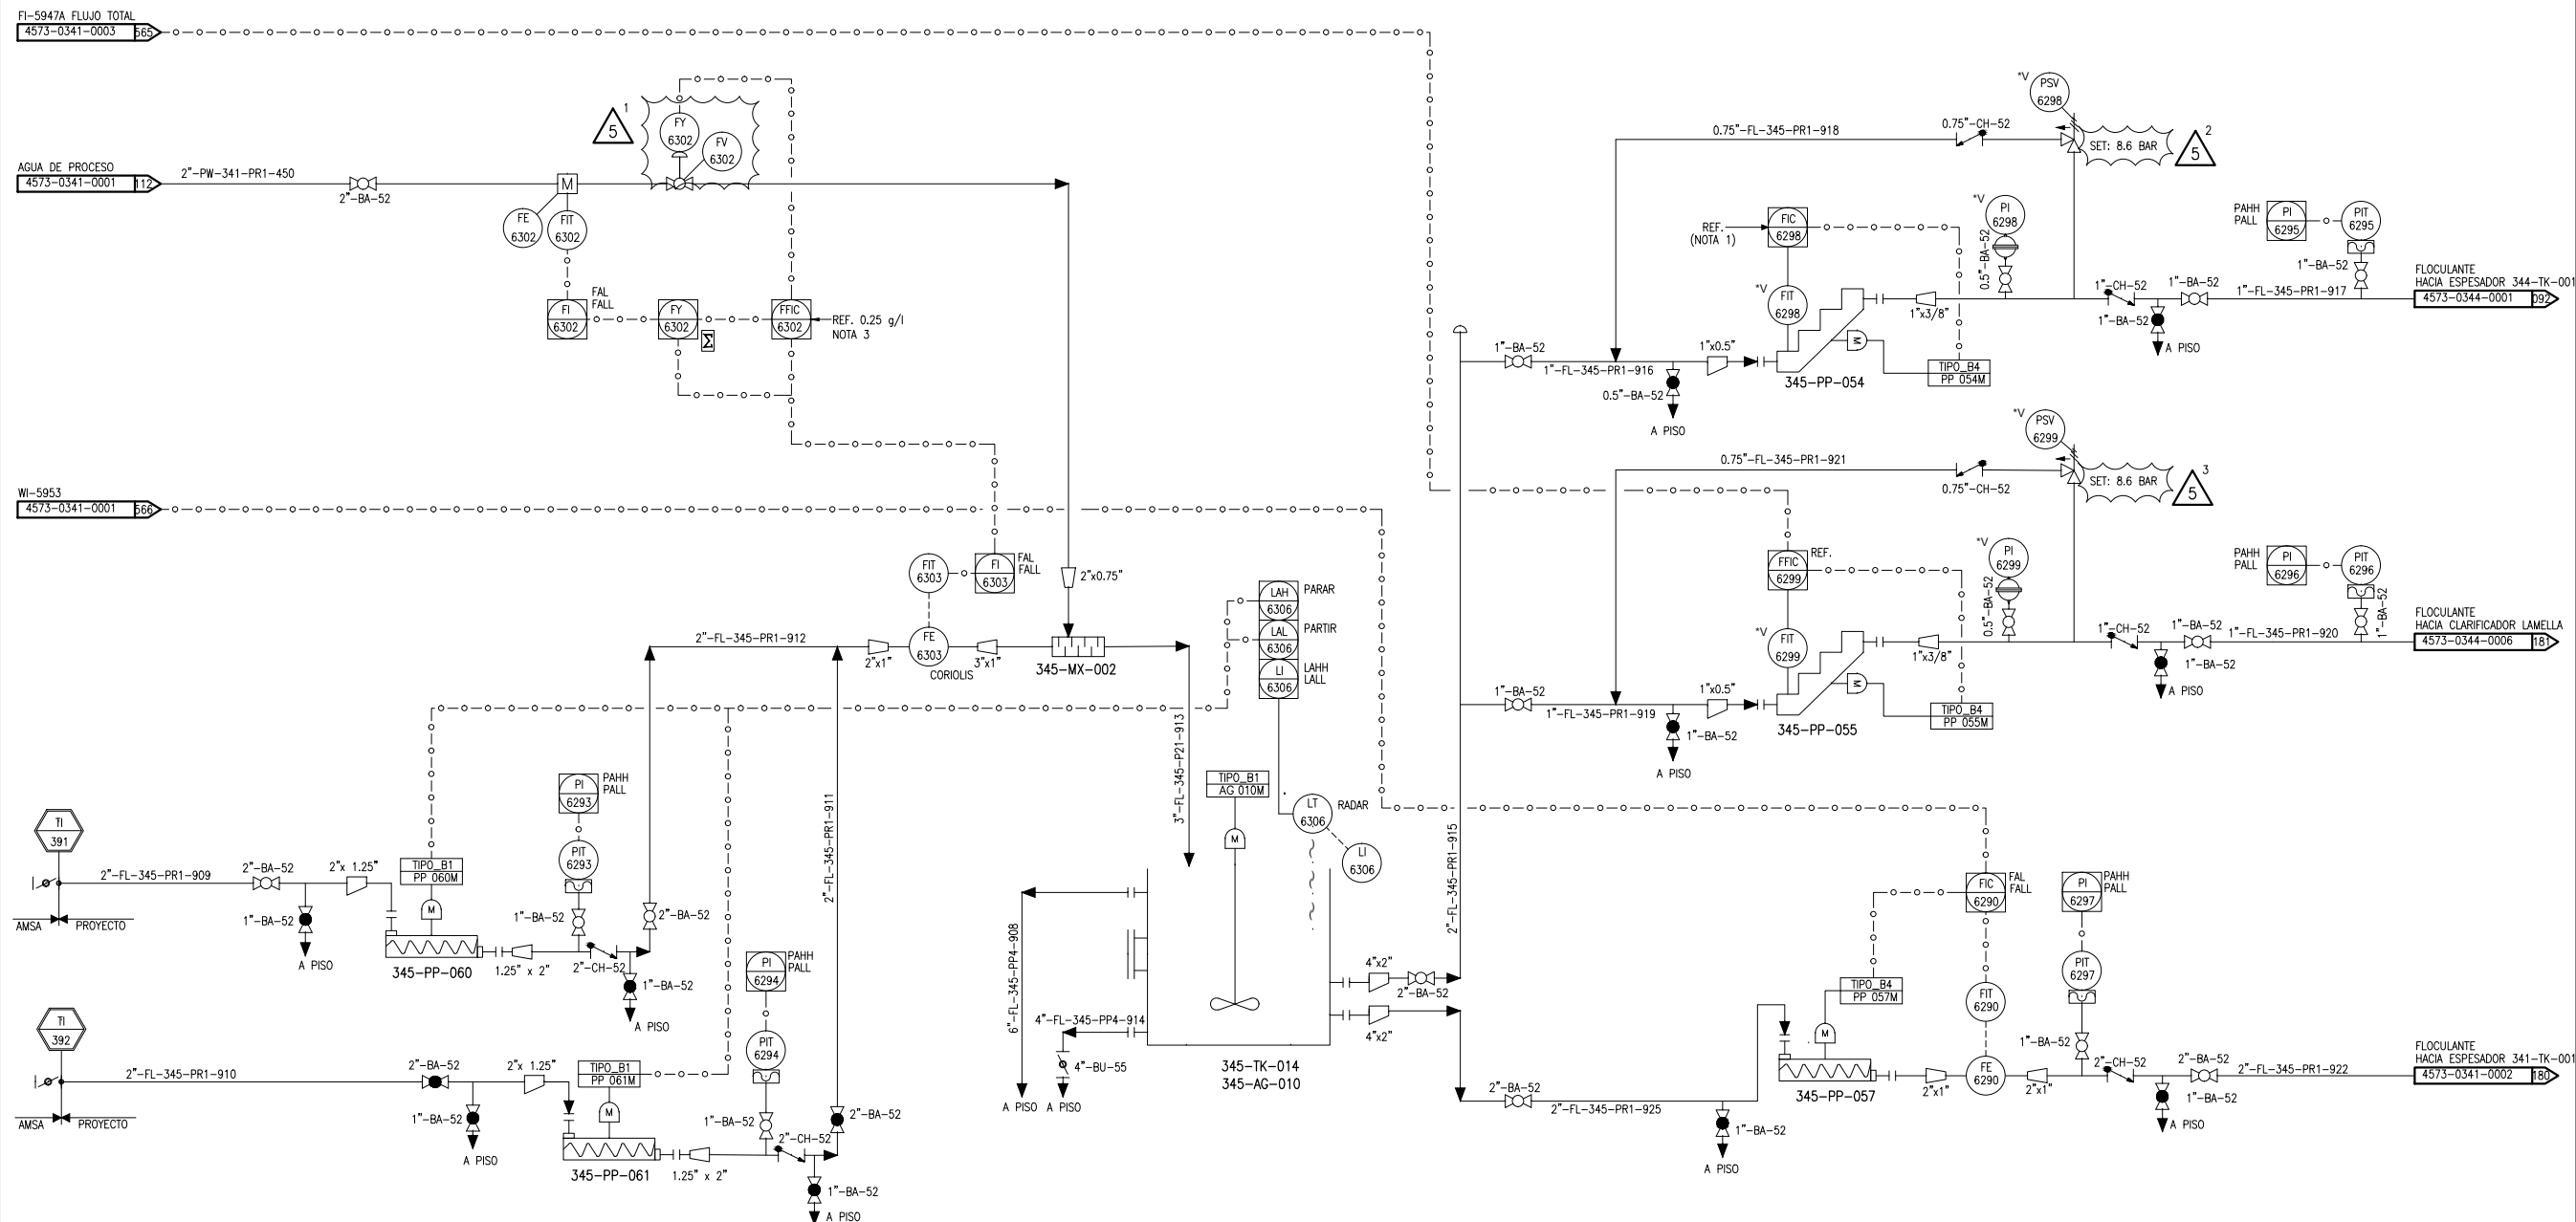 FI-5947A FLUJO TOTAL
4573-0341-0003 565
AGUA DE PROCESO
4573-0341-0001 112
2"-PW-341-PR1-450
2"-BA-52
M
FE
6302
FIT
6302
1
5
FY
6302
FV
6302
FAL
FALL
FI
6302
FY
6302
Σ
FFIC
6302
REF. 0.25 g/l
NOTA 3
WI-5953
4573-0341-0001 566
FIT
6303
FI
6303
FAL
FALL
2"x0.75"
2"-FL-345-PR1-912
2"x1"
FE
6303
CORIOLIS
3"x1"
345-MX-002
LAH
6306
PARAR
LAL
6306
PARTIR
LI
6306
LAHH
LALL
3"-FL-345-P21-913
TIPO_B1
AG 010M
M
LT
6306
RADAR
LI
6306
TI
391
2"-FL-345-PR1-909
AMSA
PROYECTO
2"-BA-52
1"-BA-52
A PISO
2"x 1.25"
TIPO_B1
PP 060M
M
345-PP-060
1.25" x 2"
PI
6293
PAHH
PALL
PIT
6293
1"-BA-52
2"-CH-52
2"-BA-52
1"-BA-52
A PISO
2"-FL-345-PR1-911
TI
392
2"-FL-345-PR1-910
AMSA
PROYECTO
2"-BA-52
1"-BA-52
A PISO
2"x 1.25"
TIPO_B1
PP 061M
M
345-PP-061
1.25" x 2"
PI
6294
PAHH
PALL
PIT
6294
1"-BA-52
2"-CH-52
2"-BA-52
1"-BA-52
A PISO
6"-FL-345-PP4-908
A PISO
4"-FL-345-PP4-914
4"-BU-55
A PISO
345-TK-014
345-AG-010
4"x2"
2"-BA-52
4"x2"
2"-FL-345-PR1-915
*V
PSV
6298
0.75"-FL-345-PR1-918
0.75"-CH-52
SET: 8.6 BAR
2
5
REF.
(NOTA 1)
FIC
6298
*V
FIT
6298
*V
PI
6298
0.5"-BA-52
PAHH
PALL
PI
6295
PIT
6295
1"-BA-52
1"-BA-52
1"-FL-345-PR1-916
0.5"-BA-52
A PISO
1"x0.5"
345-PP-054
M
TIPO_B4
PP 054M
1"x3/8"
1"-CH-52
1"-BA-52
1"-BA-52
A PISO
1"-FL-345-PR1-917
FLOCULANTE
HACIA ESPESADOR 344-TK-001
4573-0344-0001 092
*V
PSV
6299
0.75"-FL-345-PR1-921
0.75"-CH-52
SET: 8.6 BAR
3
5
FFIC
6299
REF.
*V
FIT
6299
*V
PI
6299
0.5"-BA-52
PAHH
PALL
PI
6296
PIT
6296
1"-BA-52
1"-BA-52
1"-FL-345-PR1-919
1"-BA-52
A PISO
1"x0.5"
345-PP-055
M
TIPO_B4
PP 055M
1"x3/8"
1"-CH-52
1"-BA-52
1"-BA-52
A PISO
1"-FL-345-PR1-920
FLOCULANTE
HACIA CLARIFICADOR LAMELLA
4573-0344-0006 181
FIC
6290
FAL
FALL
PI
6297
PAHH
PALL
TIPO_B4
PP 057M
M
FIT
6290
PIT
6297
1"-BA-52
2"-BA-52
2"-FL-345-PR1-925
1"-BA-52
A PISO
345-PP-057
2"x1"
FE
6290
2"x1"
2"-CH-52
2"-BA-52
1"-BA-52
A PISO
2"-FL-345-PR1-922
FLOCULANTE
HACIA ESPESADOR 341-TK-001
4573-0341-0002 180